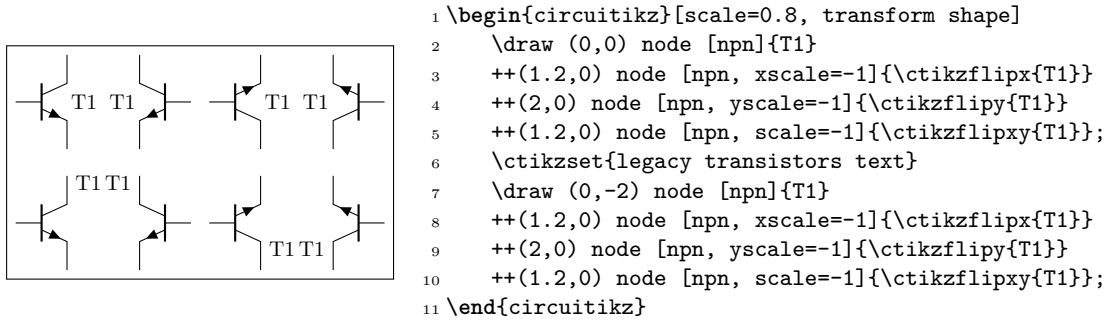 T1 T1 T1 T1
T1 T1
T1 T1
1 \begin{circuitikz}[scale=0.8, transform shape]
2 \draw (0,0) node [npn]{T1}
3 ++(1.2,0) node [npn, xscale=-1]{\ctikzflipx{T1}}
4 ++(2,0) node [npn, yscale=-1]{\ctikzflipy{T1}}
5 ++(1.2,0) node [npn, scale=-1]{\ctikzflipxy{T1}};
6 \ctikzset{legacy transistors text}
7 \draw (0,-2) node [npn]{T1}
8 ++(1.2,0) node [npn, xscale=-1]{\ctikzflipx{T1}}
9 ++(2,0) node [npn, yscale=-1]{\ctikzflipy{T1}}
10 ++(1.2,0) node [npn, scale=-1]{\ctikzflipxy{T1}};
11 \end{circuitikz}